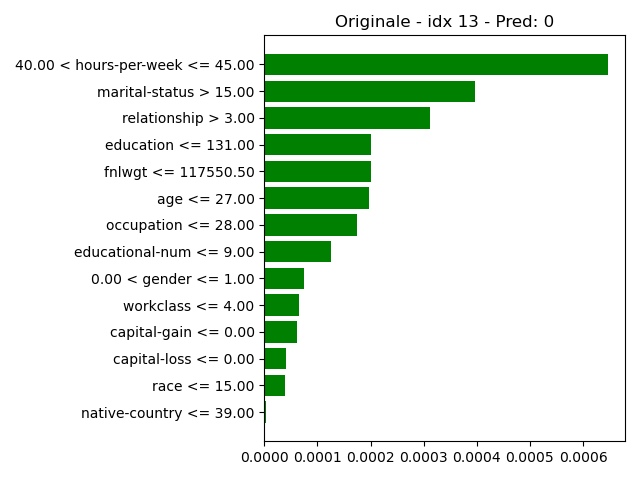 Originale - idx 13 - Pred: 0
40.00 < hours-per-week <= 45.00
marital-status > 15.00
relationship > 3.00
education <= 131.00
fnlwgt <= 117550.50
age <= 27.00
occupation <= 28.00
educational-num <= 9.00
0.00 < gender <= 1.00
workclass <= 4.00
capital-gain <= 0.00
capital-loss <= 0.00
race <= 15.00
native-country <= 39.00
0.0000 0.0001 0.0002 0.0003 0.0004 0.0005 0.0006